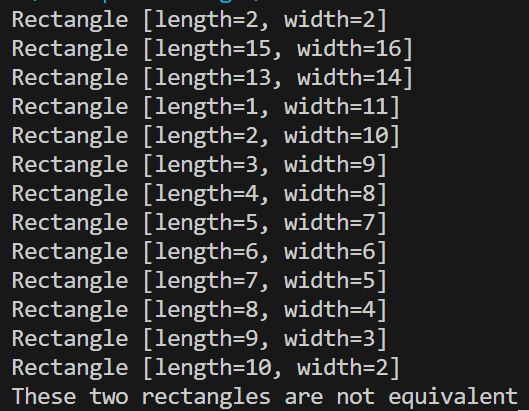 Rectangle [length=2, width=2]
Rectangle [length=15, width=16]
Rectangle [length=13, width=14]
Rectangle [length=1, width=11]
Rectangle [length=2, width=10]
Rectangle [length=3, width=9]
Rectangle [length=4, width=8]
Rectangle [length=5, width=7]
Rectangle [length=6, width=6]
Rectangle [length=7, width=5]
Rectangle [length=8, width=4]
Rectangle [length=9, width=3]
Rectangle [length=10, width=2]
These two rectangles are not equivalent